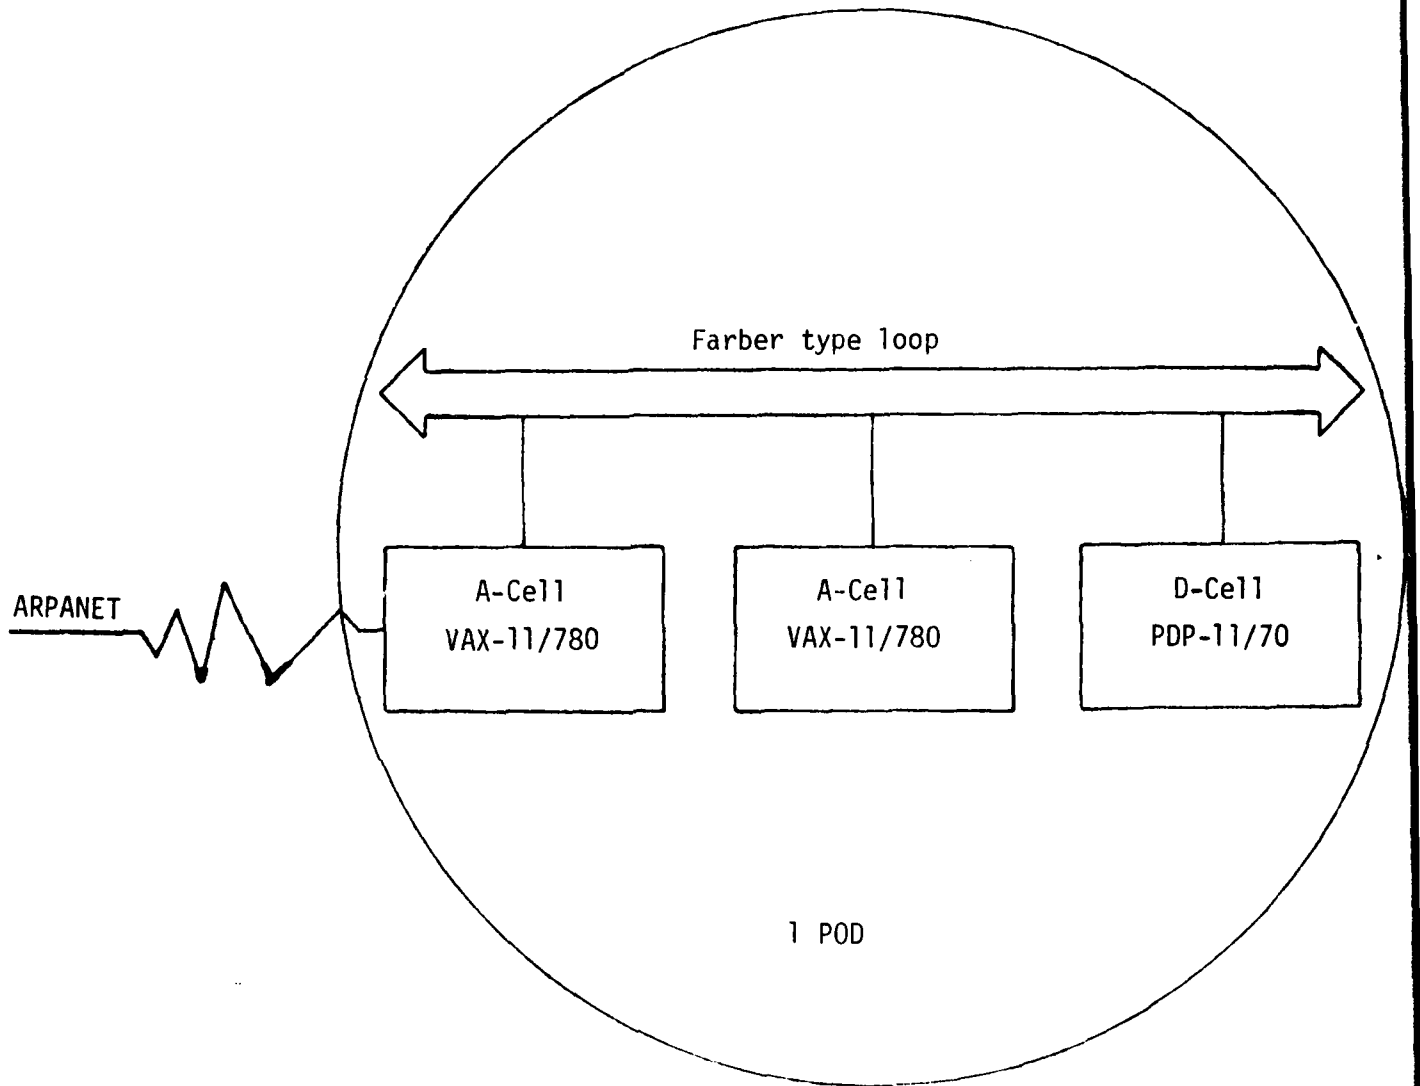 Farber type loop
ARPANET
A-Cell
VAX-11/780
A-Cell
VAX-11/780
D-Cell
PDP-11/70
1 POD